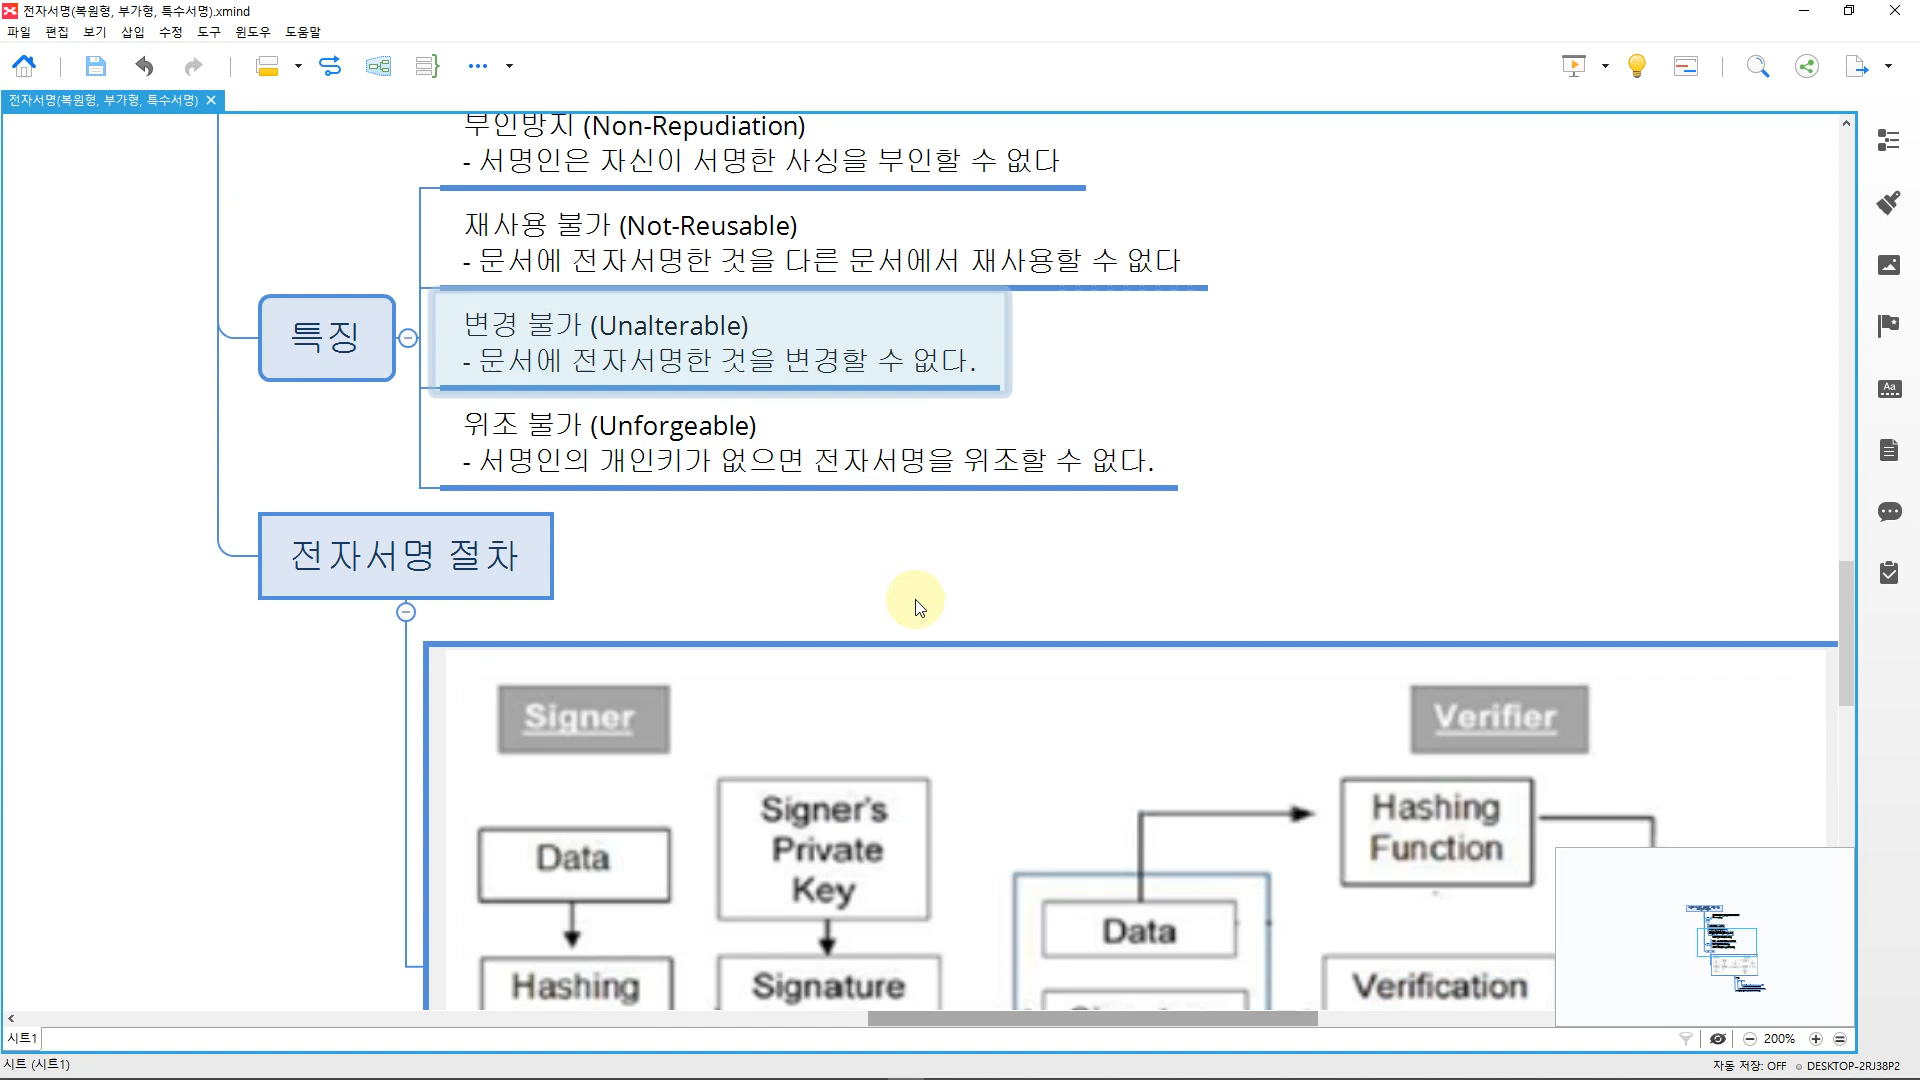 전자서명(복원형, 부가형, 특수서명).xmind
파일 편집 보기 삽입 수정 도구 윈도우 도움말
전자서명(복원형, 부가형, 특수서명)
부인방지 (Non-Repudiation)
- 서명인은 자신이 서명한 사싱을 부인할 수 없다
재사용 불가 (Not-Reusable)
- 문서에 전자서명한 것을 다른 문서에서 재사용할 수 없다
특징
변경 불가 (Unalterable)
- 문서에 전자서명한 것을 변경할 수 없다.
위조 불가 (Unforgeable)
- 서명인의 개인키가 없으면 전자서명을 위조할 수 없다.
전자서명 절차
Signer
Verifier
Signer's
Private
Key
Data
Hashing
Function
Data
Hashing
Signature
Verification
시트1
200%
시트 (시트1)
자동 저장: OFF
DESKTOP-2RJ38P2
Aa